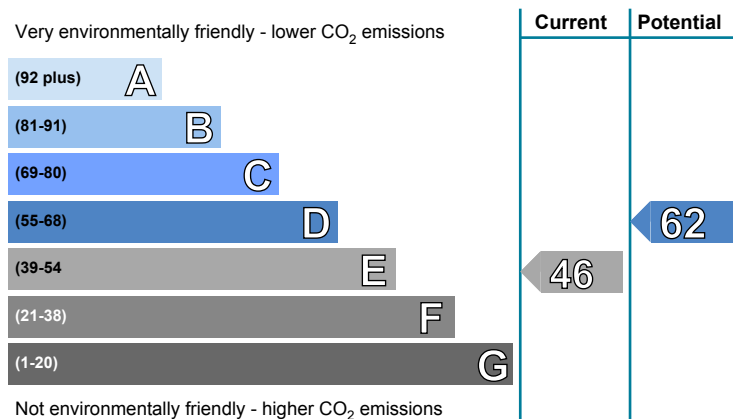 Very environmentally friendly - lower CO₂ emissions
Current Potential
(92 plus) A
(81-91) B
(69-80) C
(55-68) D 62
(39-54 E 46
(21-38) F
(1-20) G
Not environmentally friendly - higher CO₂ emissions